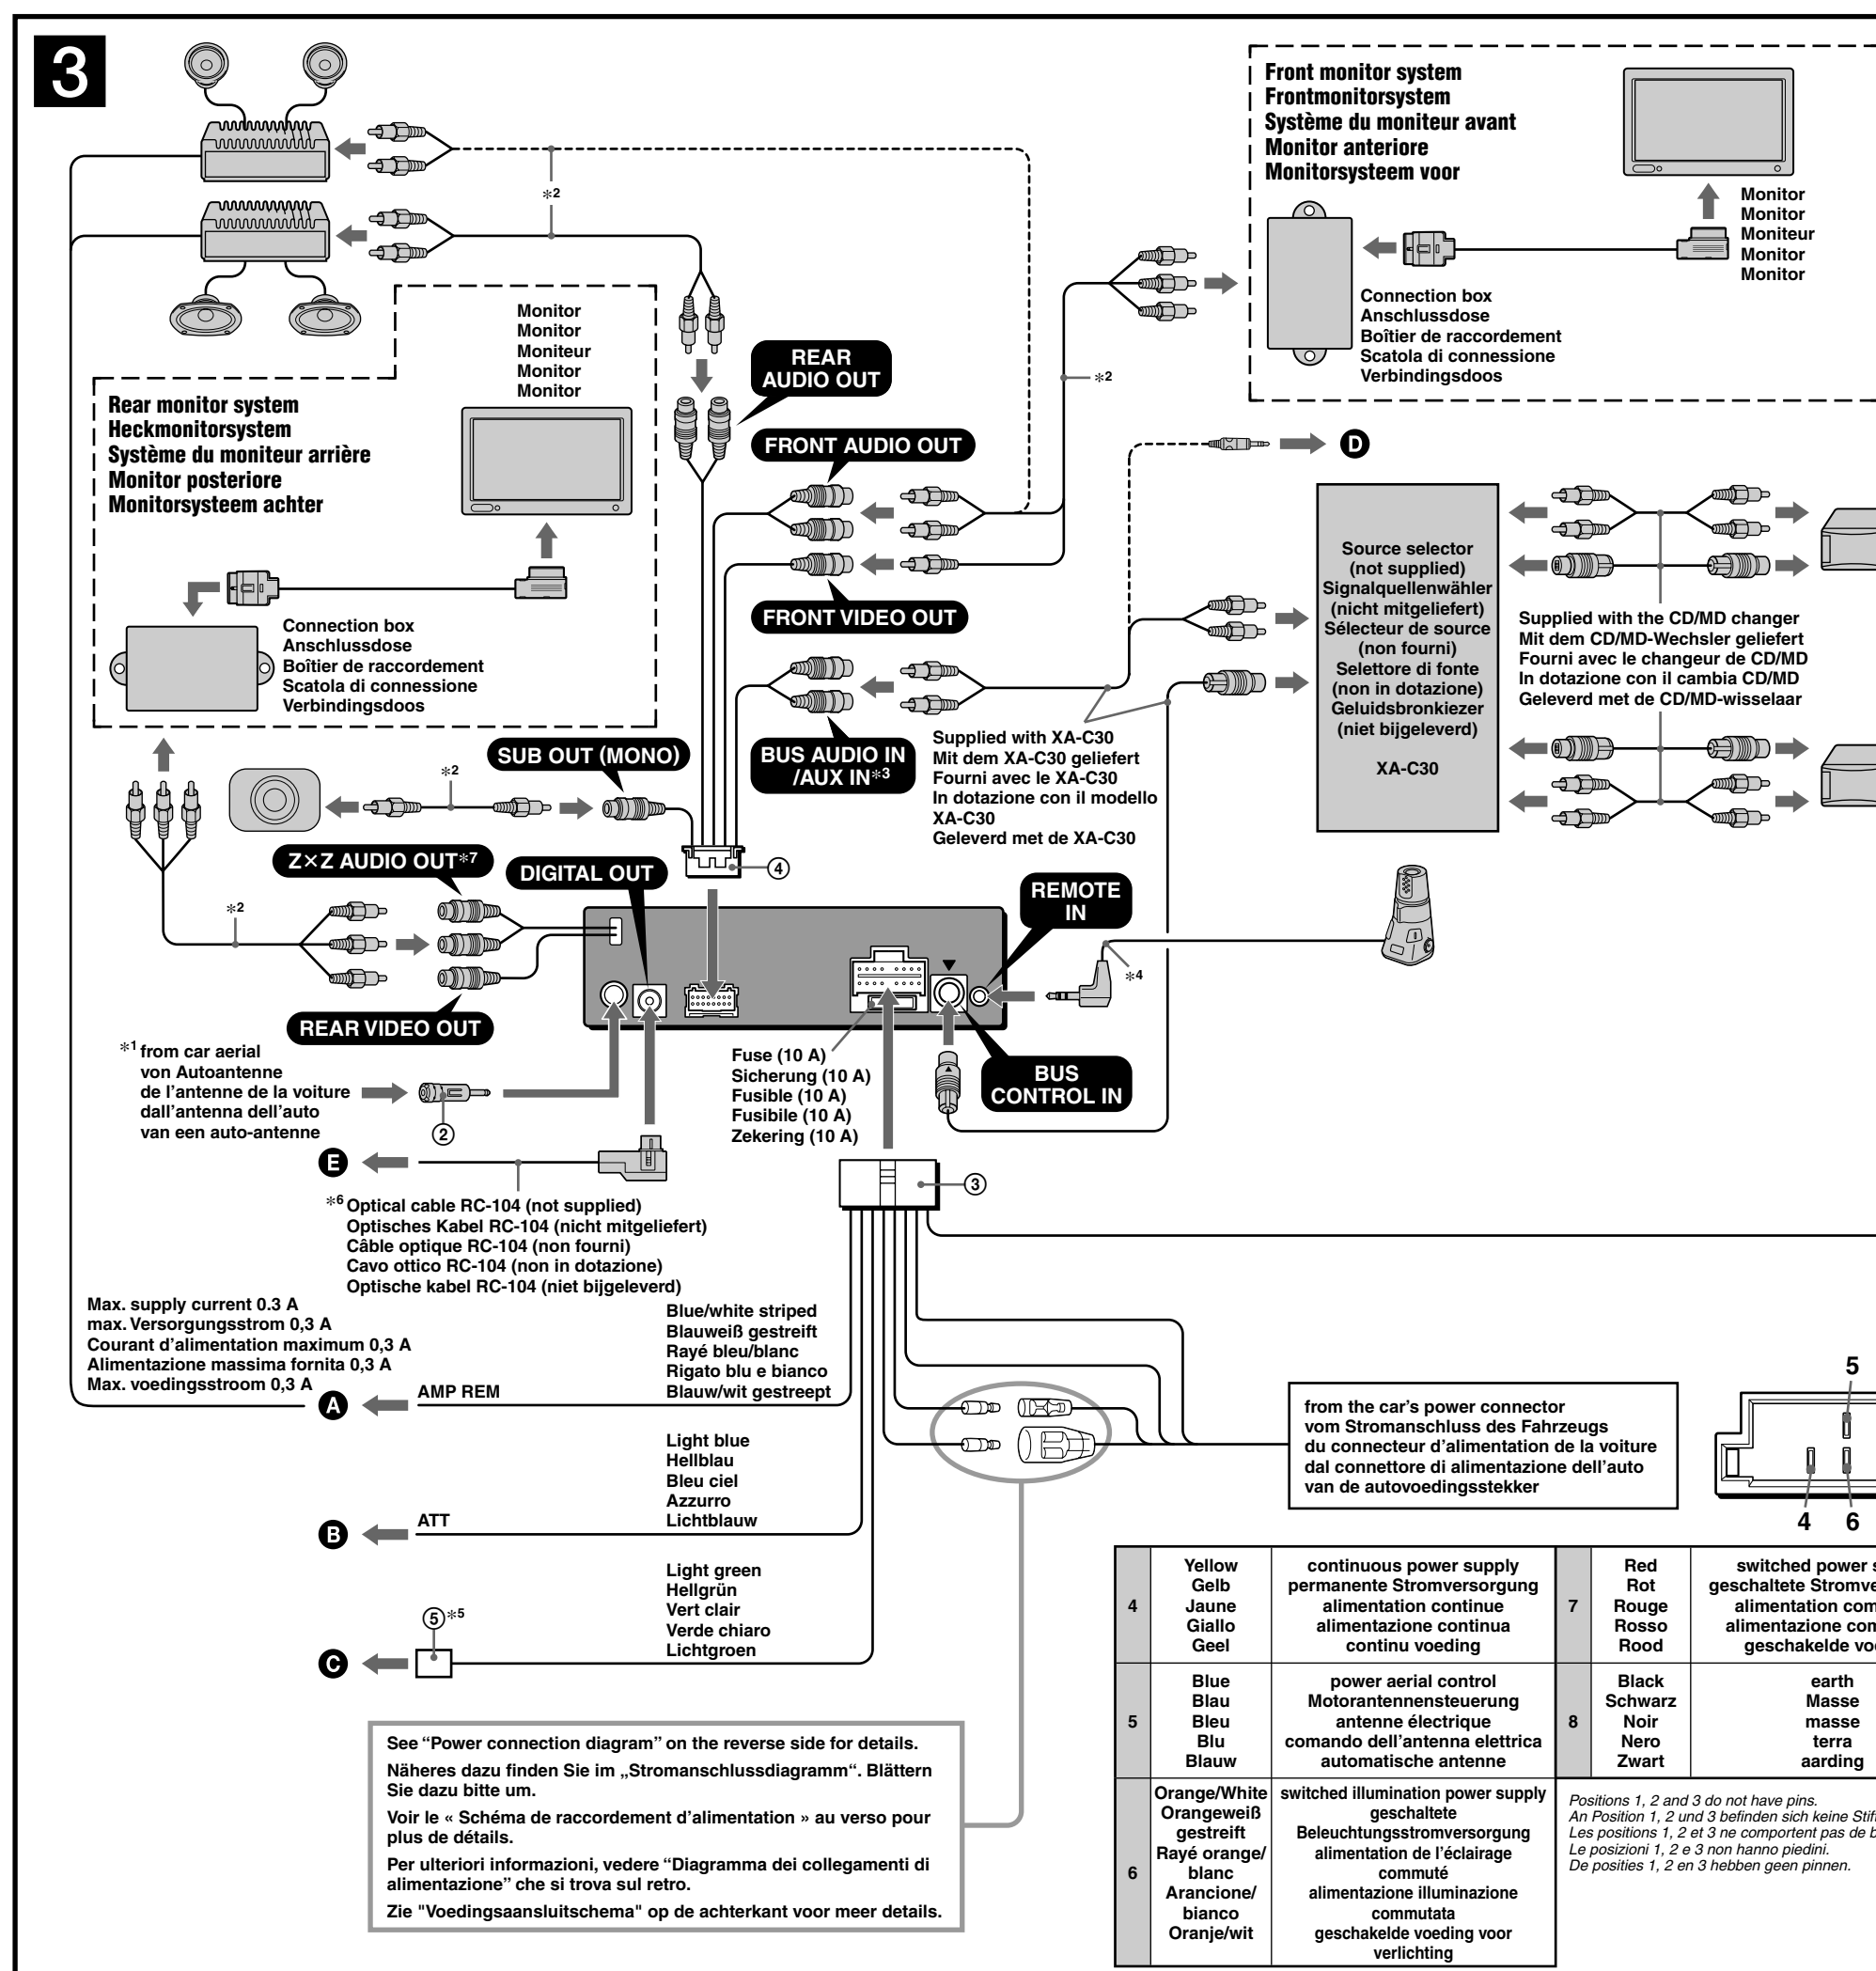 3
Front monitor system
Frontmonitorsystem
Système du moniteur avant
Monitor anteriore
Monitorsysteem voor
Monitor
Monitor
Moniteur
Monitor
Monitor
Connection box
Anschlussdose
Boîtier de raccordement
Scatola di connessione
Verbindingsdoos
*2
*2
Monitor
Monitor
Moniteur
Monitor
Monitor
Rear monitor system
Heckmonitorsystem
Système du moniteur arrière
Monitor posteriore
Monitorsysteem achter
Connection box
Anschlussdose
Boîtier de raccordement
Scatola di connessione
Verbindingsdoos
REAR
AUDIO OUT
FRONT AUDIO OUT
D
FRONT VIDEO OUT
Source selector
(not supplied)
Signalquellenwähler
(nicht mitgeliefert)
Sélecteur de source
(non fourni)
Selettore di fonte
(non in dotazione)
Geluidsbronkiezer
(niet bijgeleverd)
XA-C30
Supplied with the CD/MD changer
Mit dem CD/MD-Wechsler geliefert
Fourni avec le changeur de CD/MD
In dotazione con il cambia CD/MD
Geleverd met de CD/MD-wisselaar
BUS AUDIO IN
/AUX IN*3
Supplied with XA-C30
Mit dem XA-C30 geliefert
Fourni avec le XA-C30
In dotazione con il modello
XA-C30
Geleverd met de XA-C30
SUB OUT (MONO)
*2
Z×Z AUDIO OUT*7
DIGITAL OUT
4
REMOTE
IN
*2
*4
REAR VIDEO OUT
*1 from car aerial
von Autoantenne
de l’antenne de la voiture
dall’antenna dell’auto
van een auto-antenne
2
Fuse (10 A)
Sicherung (10 A)
Fusible (10 A)
Fusibile (10 A)
Zekering (10 A)
BUS
CONTROL IN
E
3
*6 Optical cable RC-104 (not supplied)
Optisches Kabel RC-104 (nicht mitgeliefert)
Câble optique RC-104 (non fourni)
Cavo ottico RC-104 (non in dotazione)
Optische kabel RC-104 (niet bijgeleverd)
Max. supply current 0.3 A
max. Versorgungsstrom 0,3 A
Courant d’alimentation maximum 0,3 A
Alimentazione massima fornita 0,3 A
Max. voedingsstroom 0,3 A
Blue/white striped
Blauweiß gestreift
Rayé bleu/blanc
Rigato blu e bianco
Blauw/wit gestreept
A
AMP REM
Light blue
Hellblau
Bleu ciel
Azzurro
Lichtblauw
B
ATT
Light green
Hellgrün
Vert clair
Verde chiaro
Lichtgroen
5 *5
C
from the car’s power connector
vom Stromanschluss des Fahrzeugs
du connecteur d’alimentation de la voiture
dal connettore di alimentazione dell’auto
van de autovoedingsstekker
5
4 6
See “Power connection diagram” on the reverse side for details.
Näheres dazu finden Sie im „Stromanschlussdiagramm“. Blättern
Sie dazu bitte um.
Voir le « Schéma de raccordement d’alimentation » au verso pour
plus de détails.
Per ulteriori informazioni, vedere “Diagramma dei collegamenti di
alimentazione” che si trova sul retro.
Zie "Voedingsaansluitschema" op de achterkant voor meer details.
4
Yellow
Gelb
Jaune
Giallo
Geel
continuous power supply
permanente Stromversorgung
alimentation continue
alimentazione continua
continu voeding
7
Red
Rot
Rouge
Rosso
Rood
switched power
geschaltete
alimentation
alimentazione
geschakelde
5
Blue
Blau
Bleu
Blu
Blauw
power aerial control
Motorantennensteuerung
antenne électrique
comando dell’antenna elettrica
automatische antenne
8
Black
Schwarz
Noir
Nero
Zwart
earth
Masse
masse
terra
aarding
6
Orange/White
Orangeweiß
gestreift
Rayé orange/
blanc
Arancione/
bianco
Oranje/wit
switched illumination power supply
geschaltete
Beleuchtungsstromversorgung
alimentation de l’éclairage
commuté
alimentazione illuminazione
commutata
geschakelde voeding voor
verlichting
Positions 1, 2 and 3 do not have pins.
An Position 1, 2 und 3 befinden sich keine
Les positions 1, 2 et 3 ne comportent pas de
Le posizioni 1, 2 e 3 non hanno piedini.
De posities 1, 2 en 3 hebben geen pinnen.